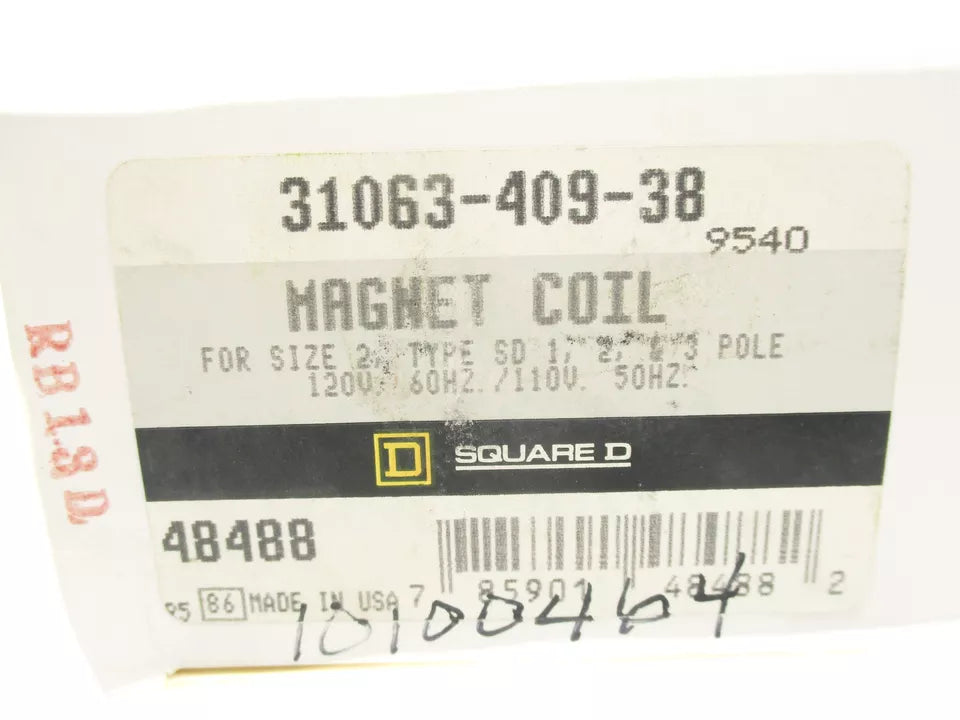 31063-409-38
9540
MAGNET COIL
FOR SIZE 2, TYPE SD 1, 2, & 3 POLE
120V. 60HZ./110V. 50HZ.
D SQUARE D
48488
95 86 MADE IN USA
7 85901 48488 2
10100464
RB1SD